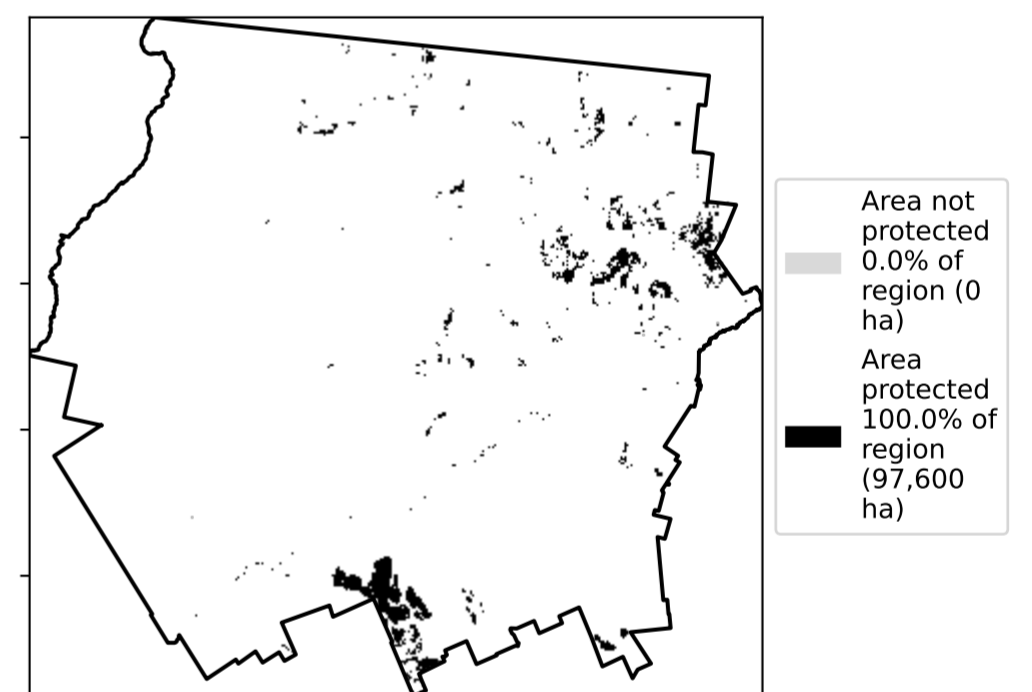 Area not
protected
0.0% of
region (0
ha)
Area
protected
100.0% of
region
(97,600
ha)